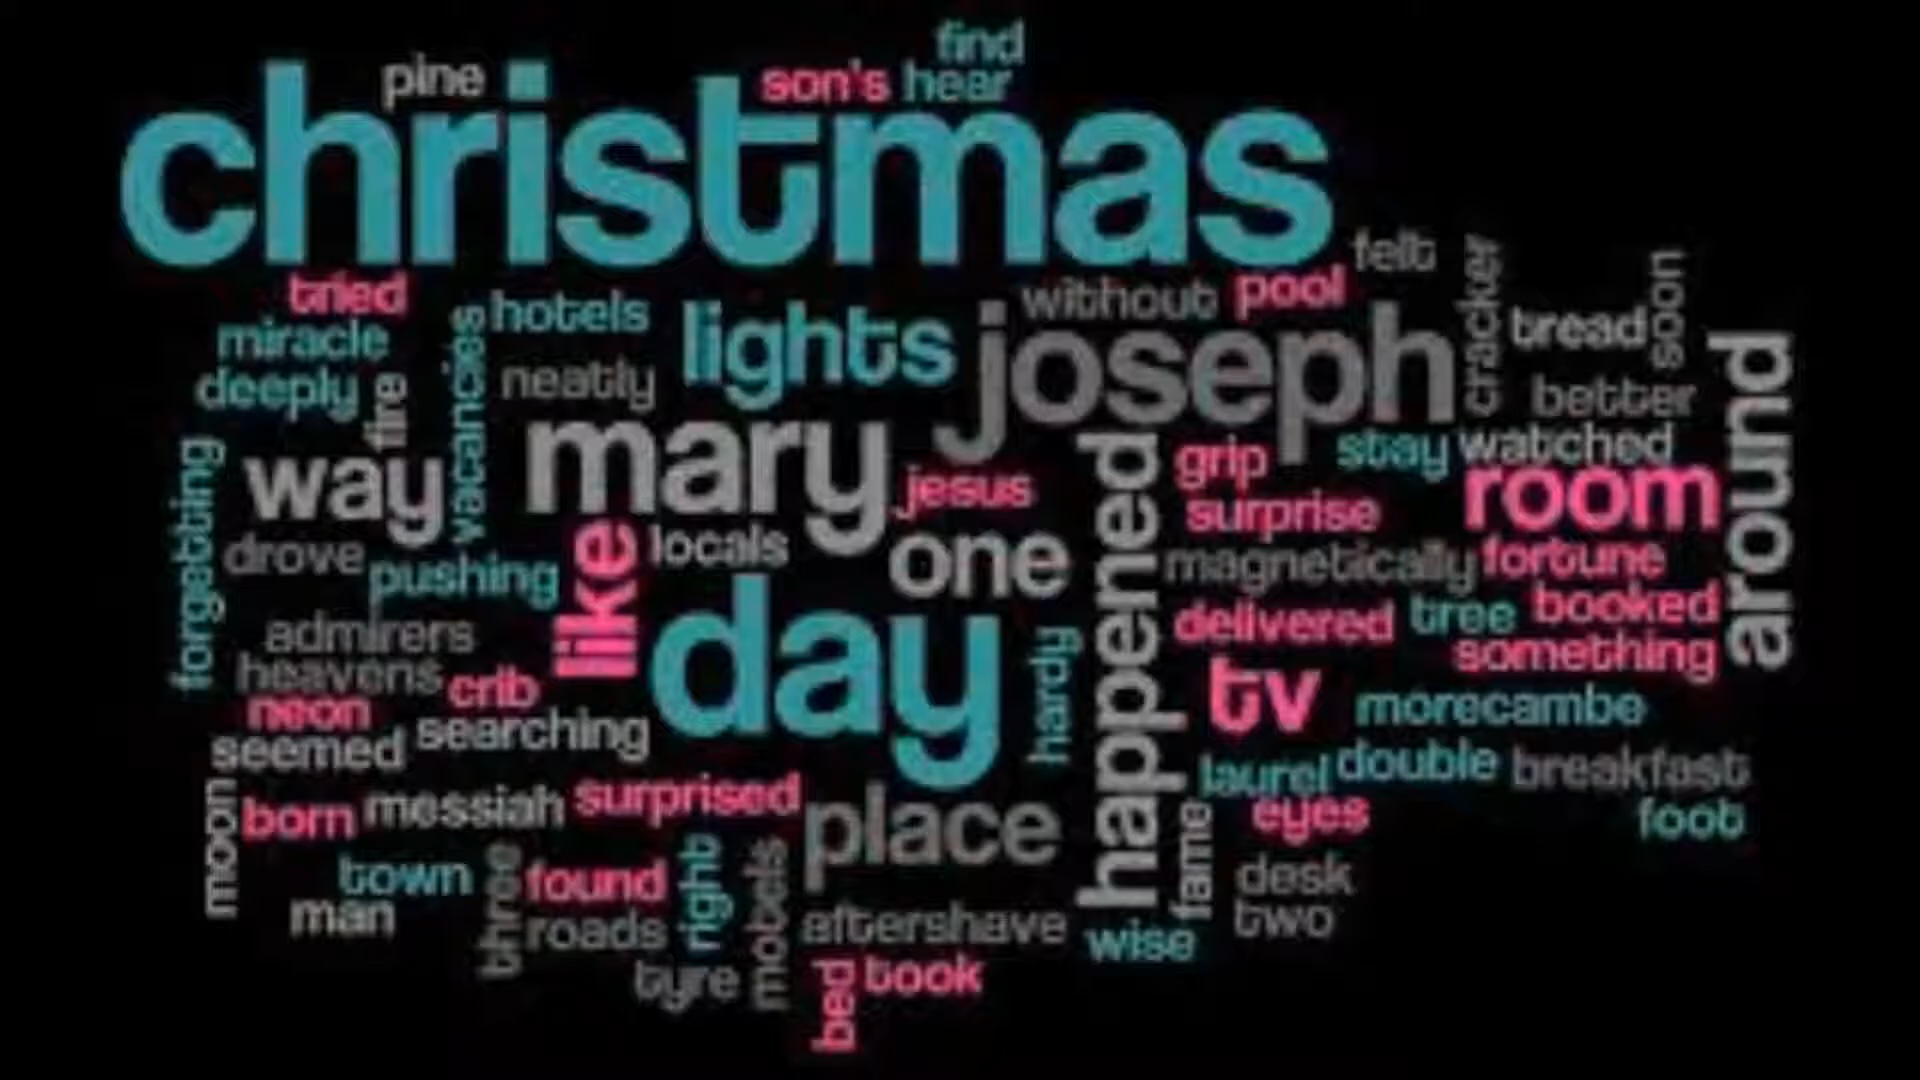 find
pine
son's hear
christmas
felt
tried
without pool
cracker
soon
miracle
vacancies
hotels
lights
joseph
tread
around
deeply
fire
neatly
better
way
mary
happened
grip
stay watched
forgetting
jesus
surprise
room
drove
pushing
like
locals
one
magnetically fortune
admirers
day
hardy
delivered tree booked
heavens crib
something
neon
searching
tv
morecambe
seemed
laurel double breakfast
moon
born messiah surprised
place
fame
eyes
foot
town
three
found
right
motels
desk
man
roads
aftershave
wise
two
tyre
bed
took